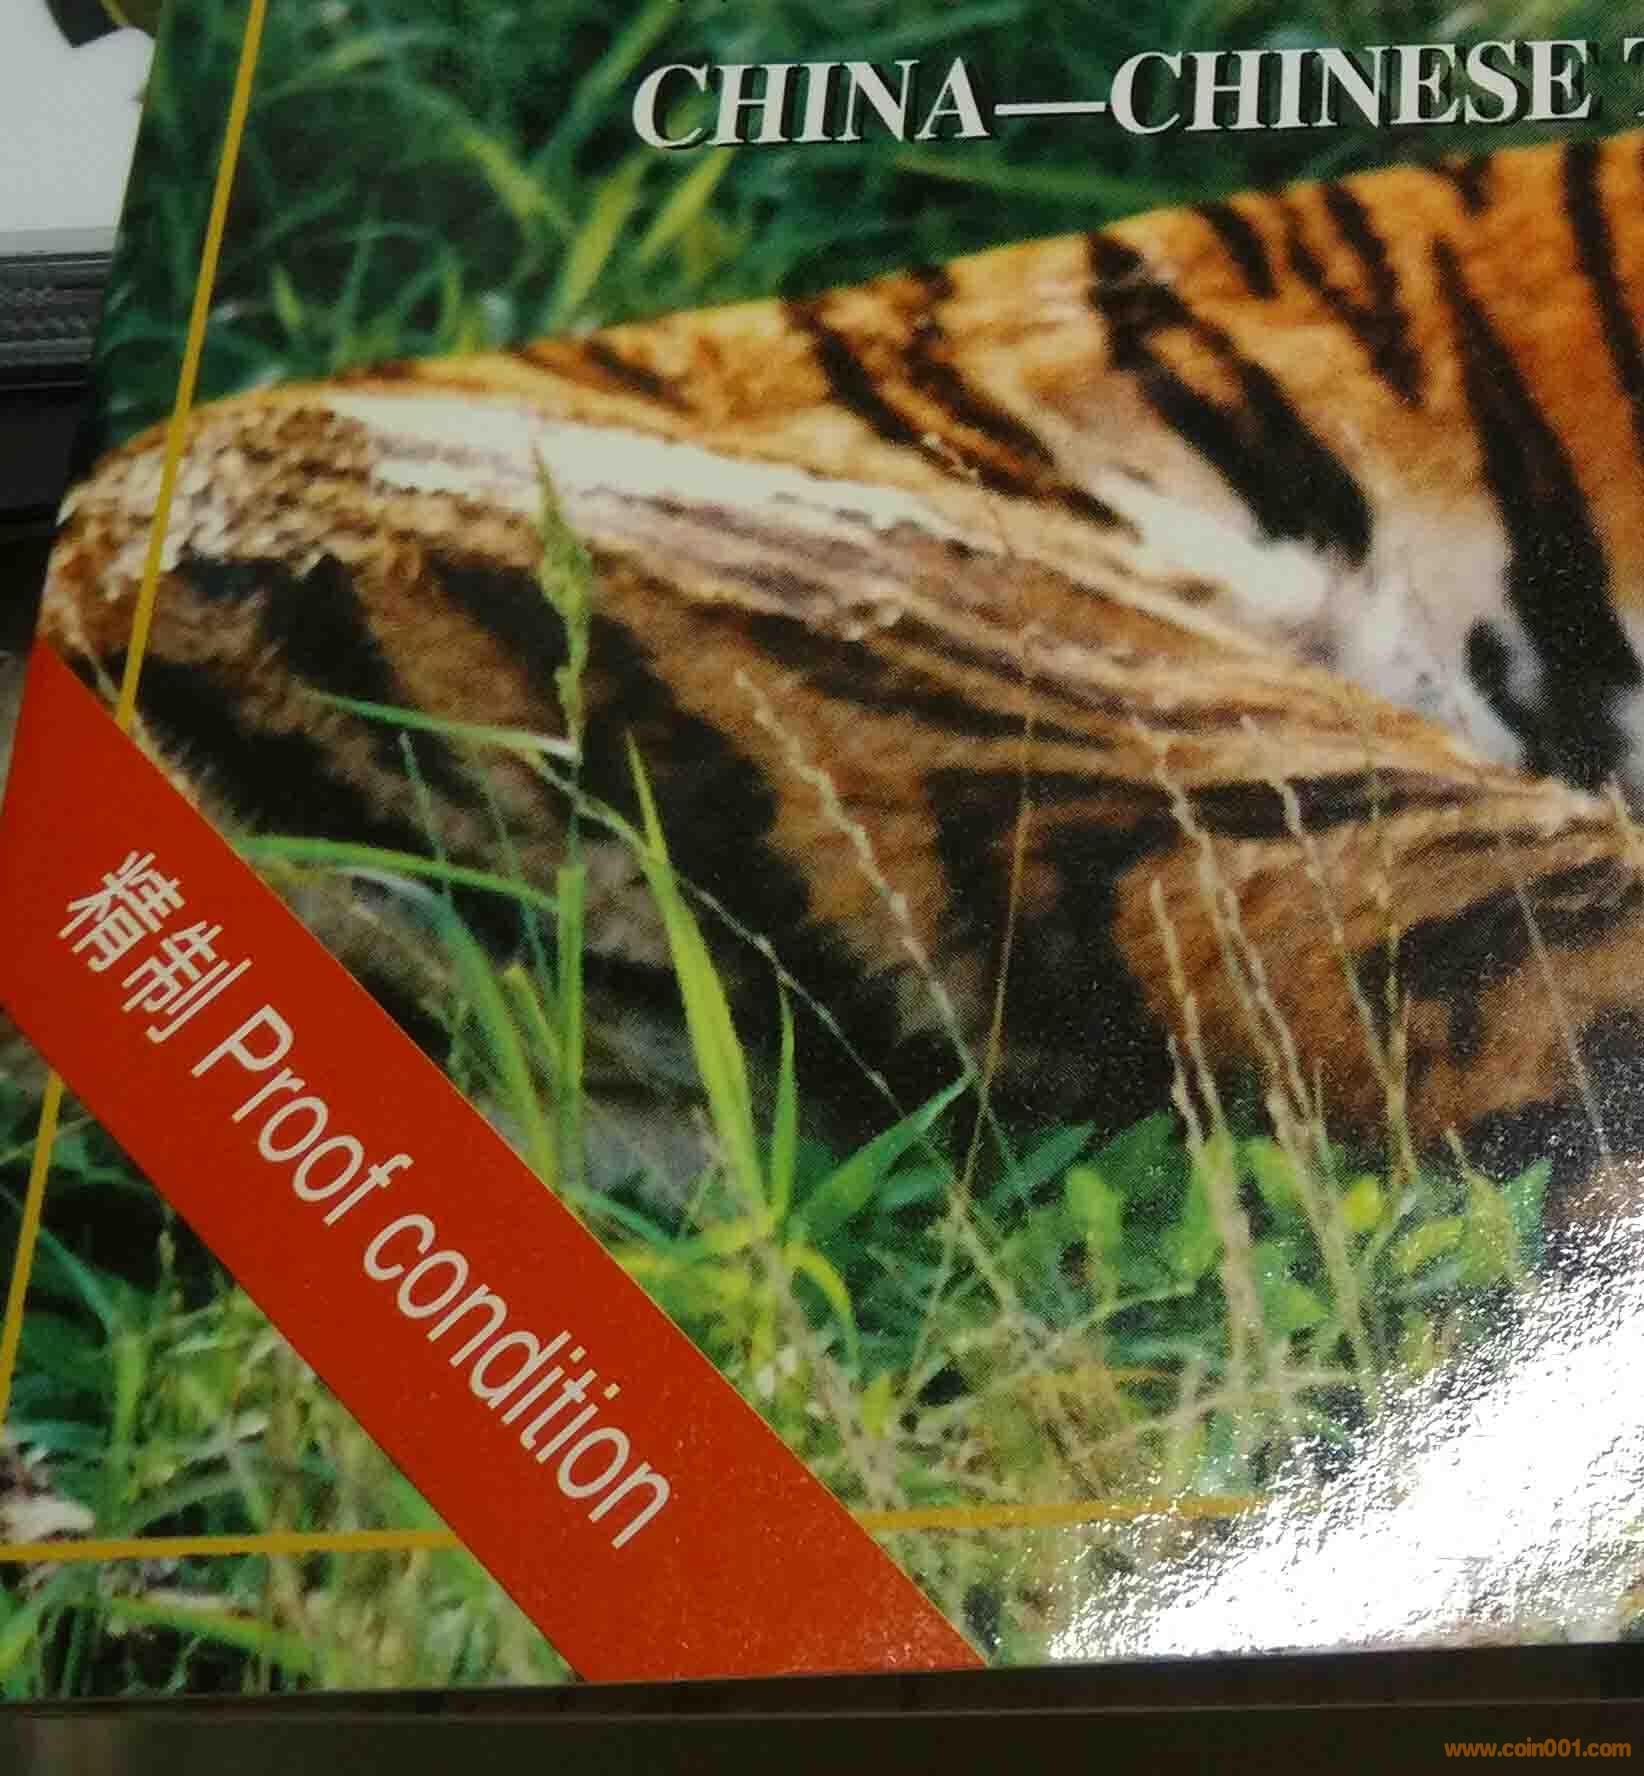 CHINA—CHINESE
精制 Proof condition
www.coin001.com